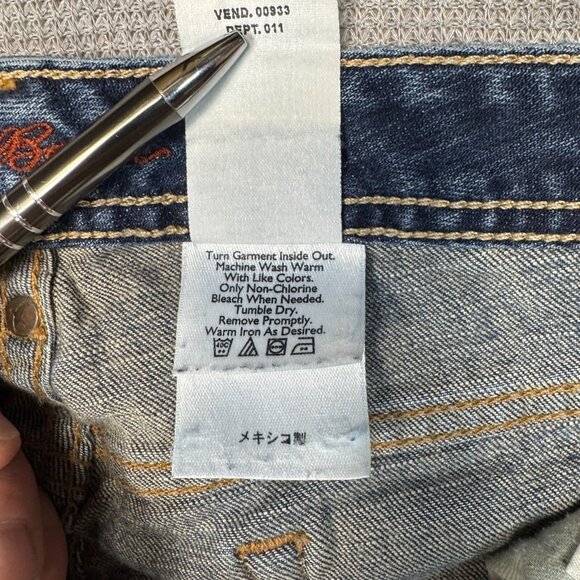 VEND. 00933
DEPT. 011
Turn Garment Inside Out.
Machine Wash Warm
With Like Colors.
Only Non-Chlorine
Bleach When Needed.
Tumble Dry.
Remove Promptly.
Warm Iron As Desired.
メキシコ製